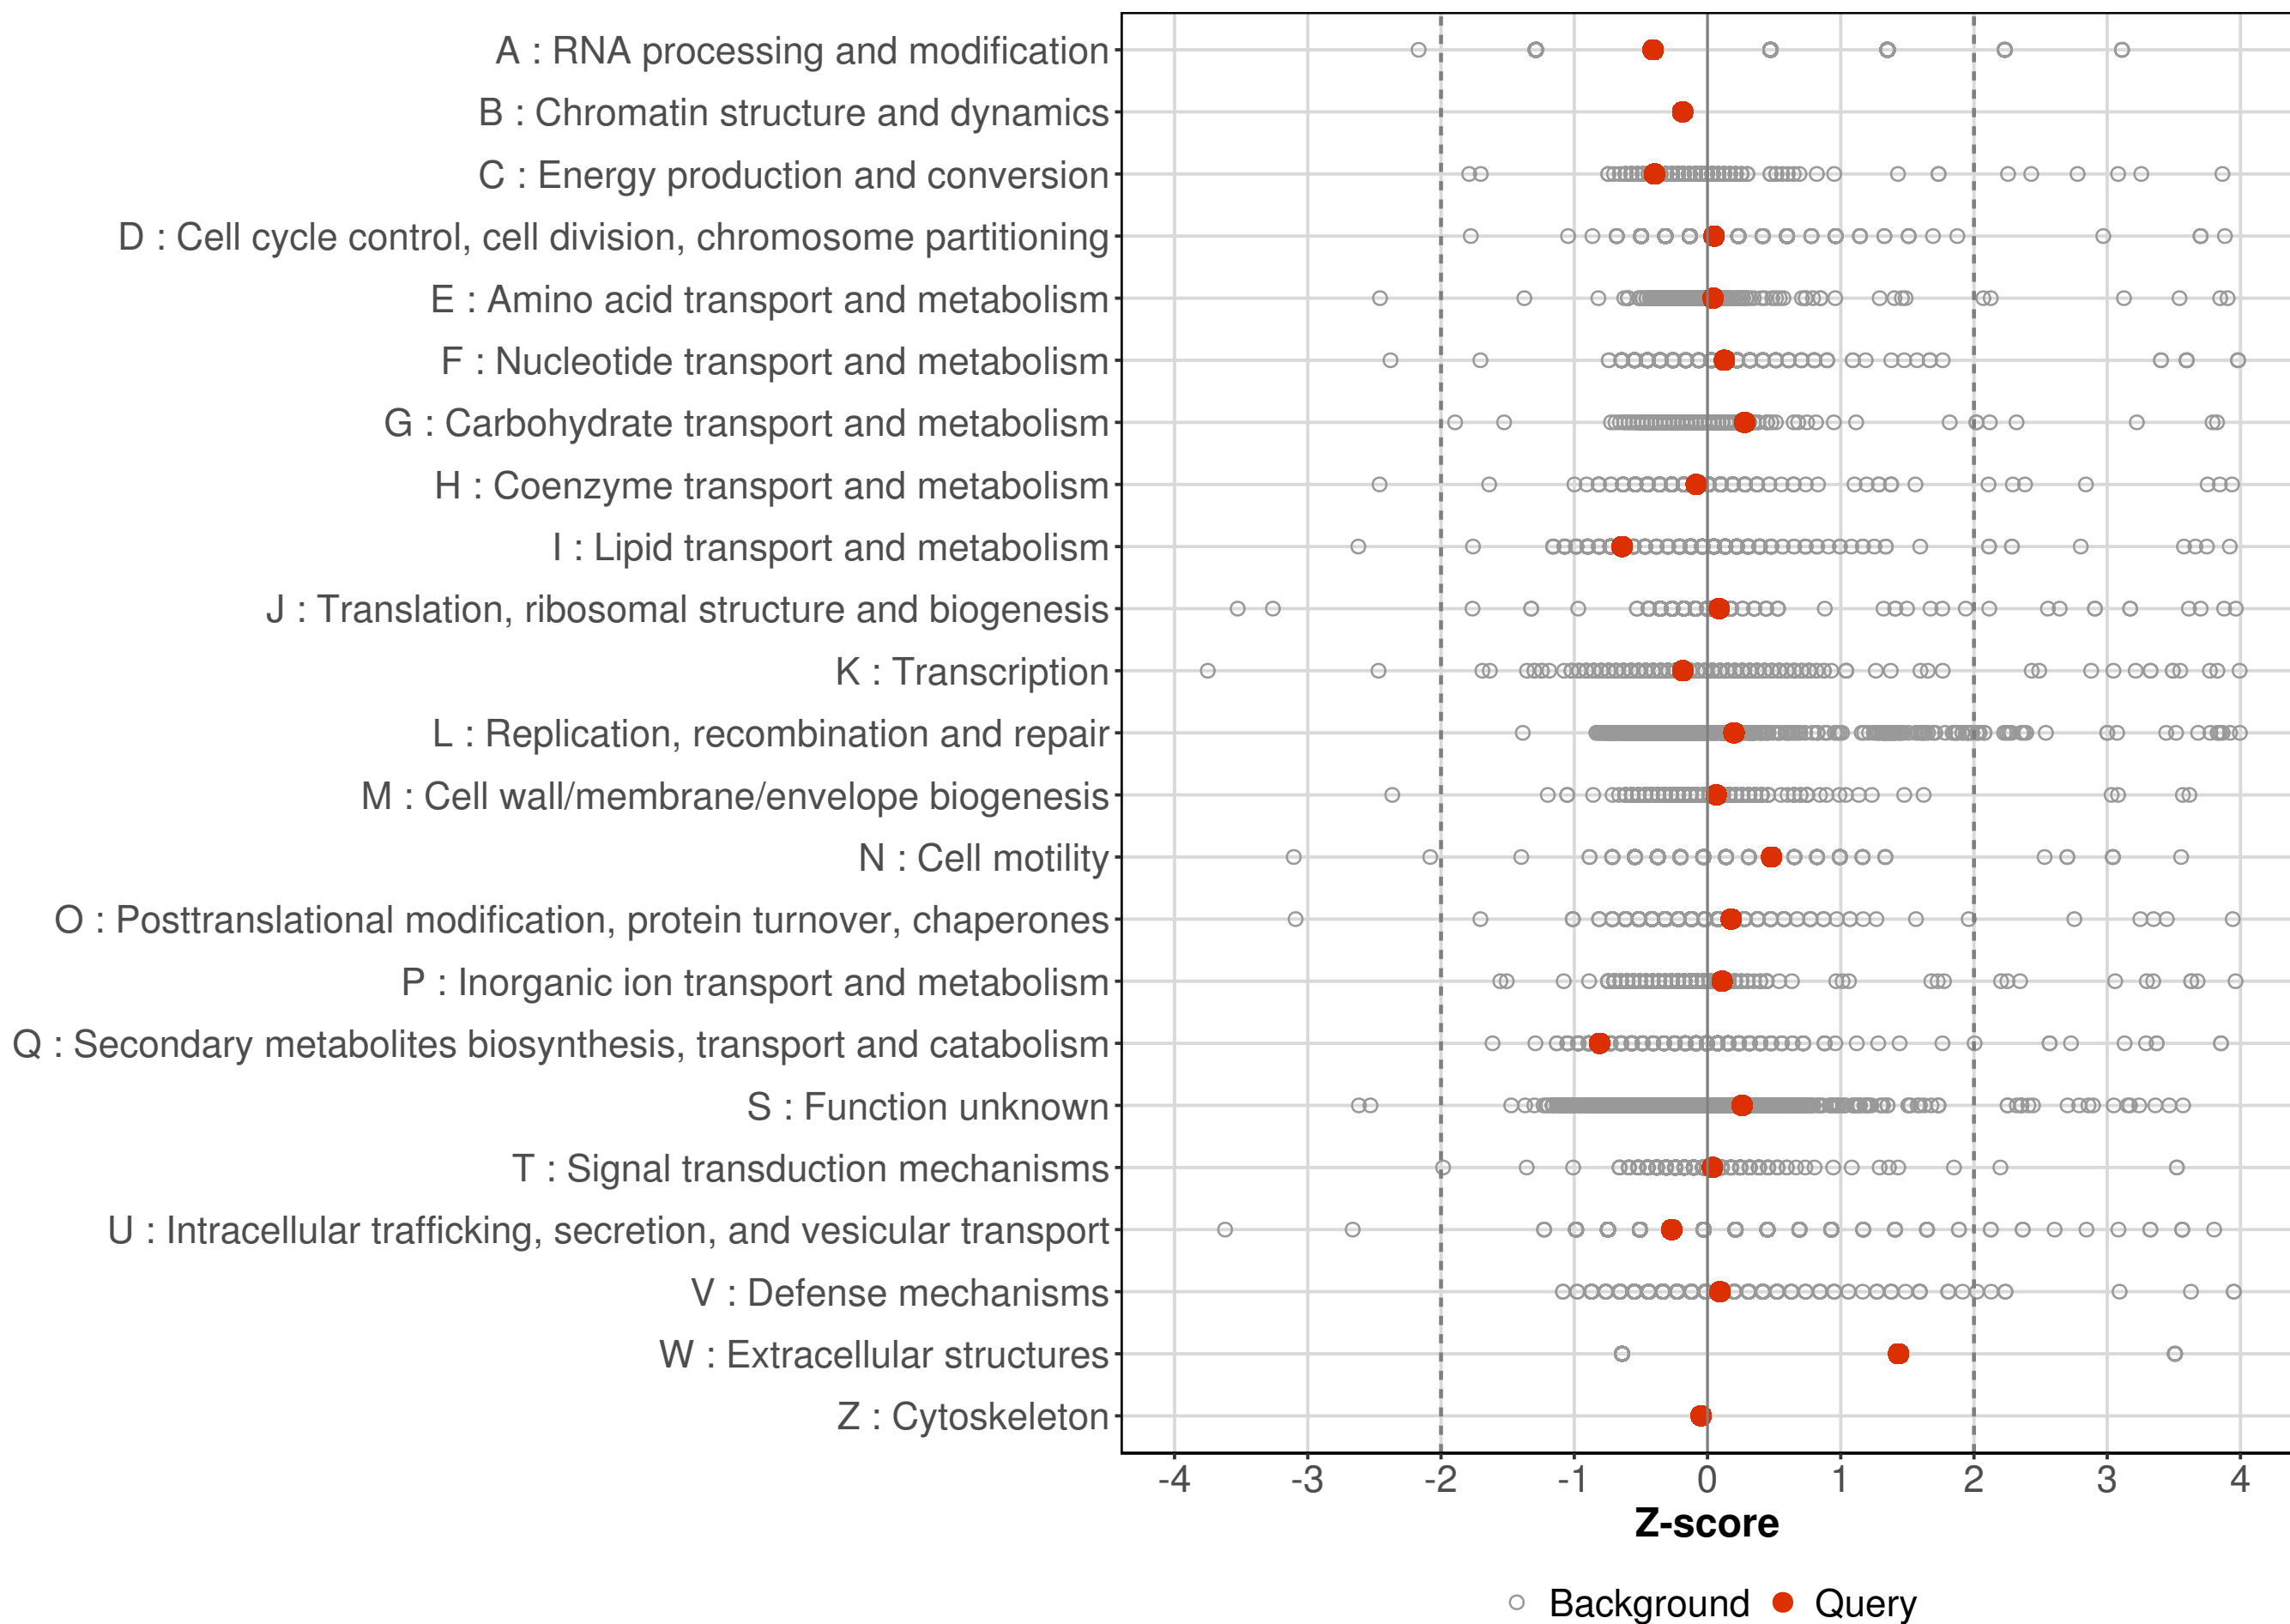 A : RNA processing and modification
B : Chromatin structure and dynamics
C : Energy production and conversion
D : Cell cycle control, cell division, chromosome partitioning
E : Amino acid transport and metabolism
F : Nucleotide transport and metabolism
G : Carbohydrate transport and metabolism
H : Coenzyme transport and metabolism
I : Lipid transport and metabolism
J : Translation, ribosomal structure and biogenesis
K : Transcription
L : Replication, recombination and repair
M : Cell wall/membrane/envelope biogenesis
N : Cell motility
O : Posttranslational modification, protein turnover, chaperones
P : Inorganic ion transport and metabolism
Q : Secondary metabolites biosynthesis, transport and catabolism
S : Function unknown
T : Signal transduction mechanisms
U : Intracellular trafficking, secretion, and vesicular transport
V : Defense mechanisms
W : Extracellular structures
Z : Cytoskeleton
-4 -3 -2 -1 0 1 2 3 4
Z-score
Background Query